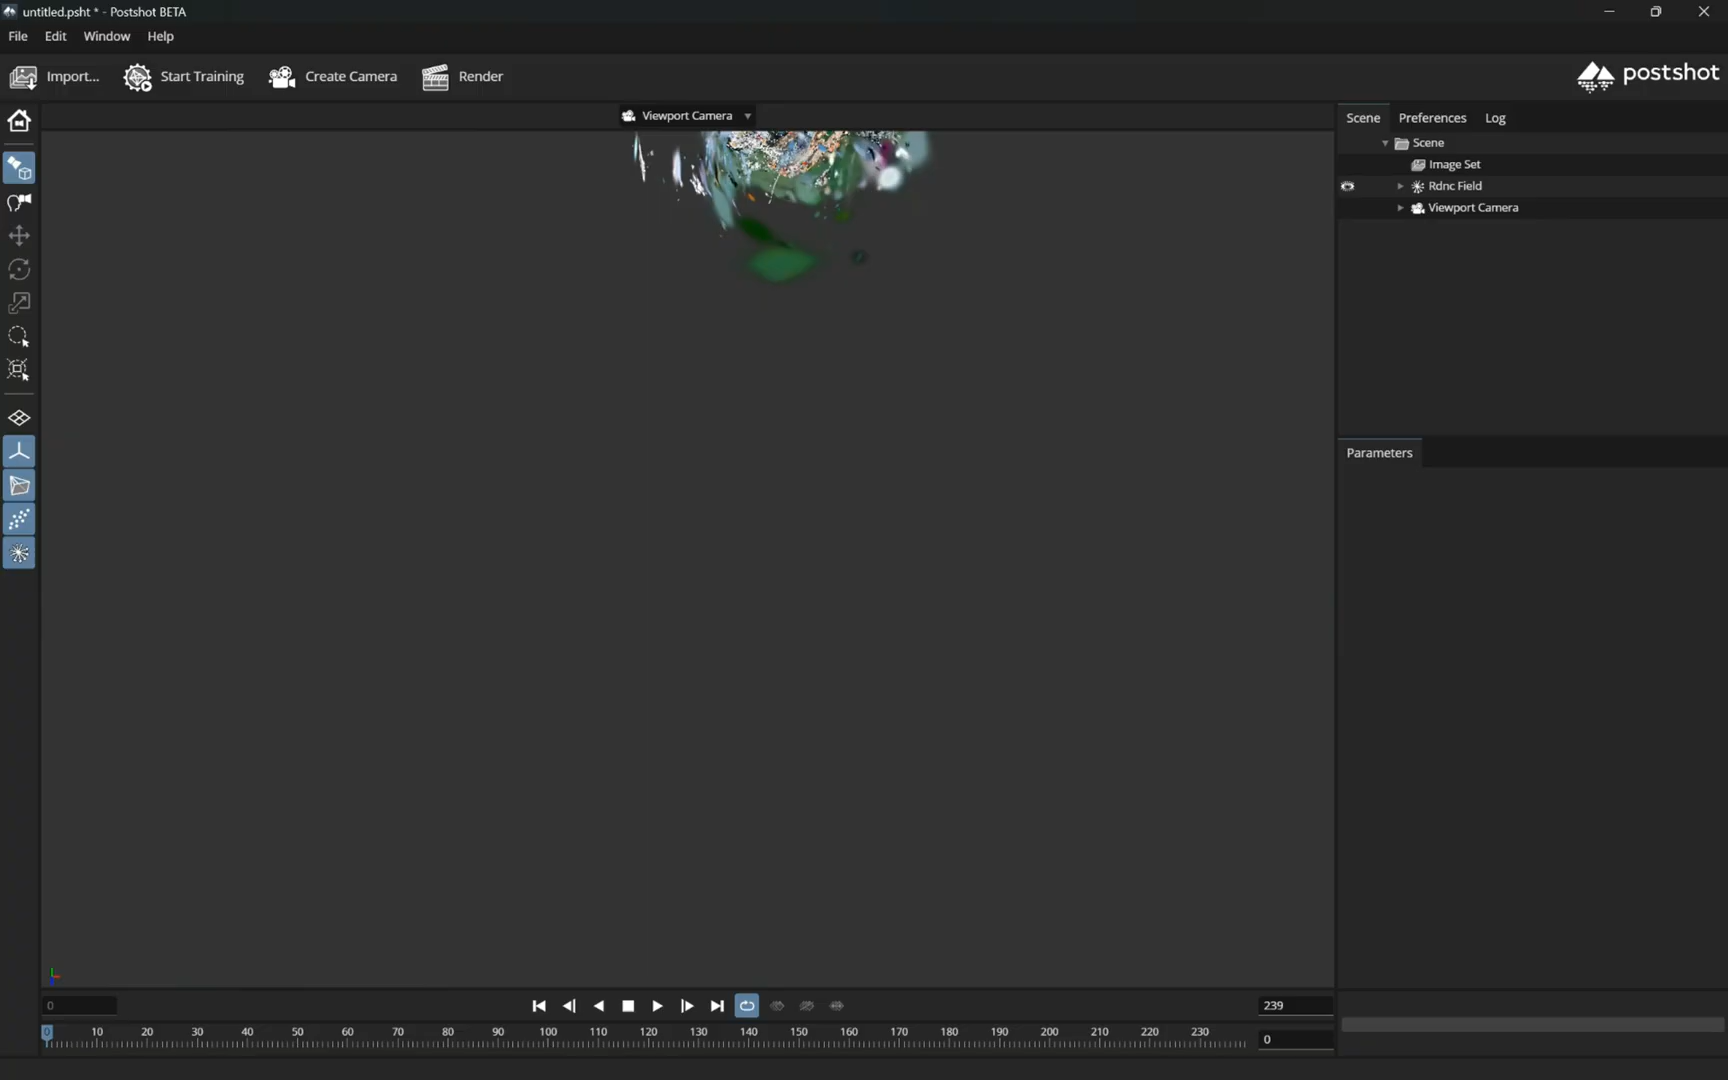 untitled.psht * - Postshot BETA
File Edit Window Help
Import... Start Training Create Camera Render postshot
Viewport Camera
Scene Preferences Log
Scene
Image Set
Rdnc Field
Viewport Camera
Parameters
0 239
0 10 20 30 40 50 60 70 80 90 100 110 120 130 140 150 160 170 180 190 200 210 220 230 0